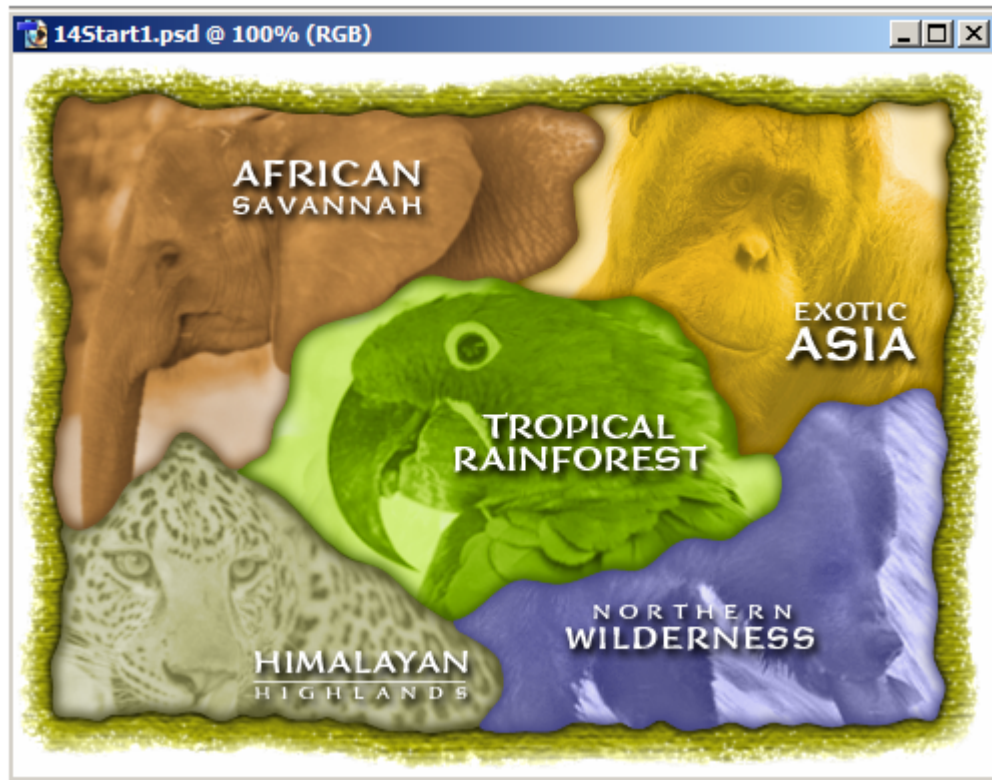 14Start1.psd @ 100% (RGB)
AFRICAN
SAVANNAH
EXOTIC
ASIA
TROPICAL
RAINFOREST
NORTHERN
WILDERNESS
HIMALAYAN
HIGHLANDS